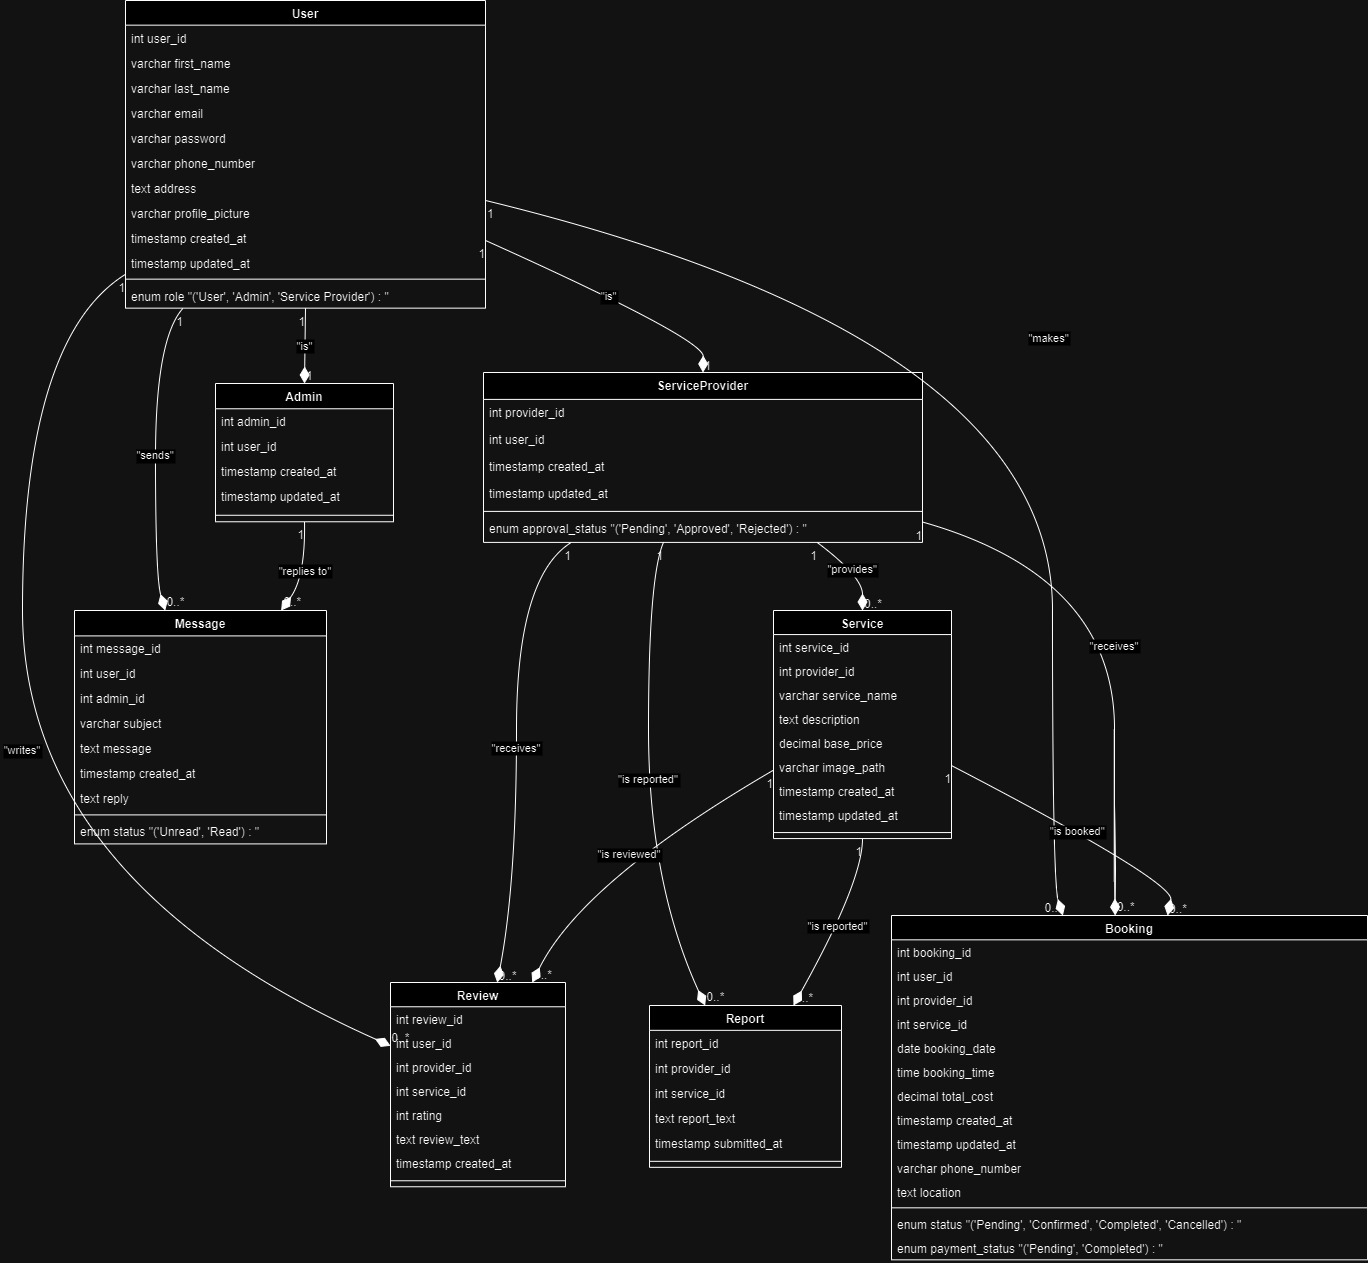 User
int user_id
varchar first_name
varchar last_name
varchar email
varchar password
varchar phone_number
text address
varchar profile_picture
timestamp created_at
timestamp updated_at
enum role "('User', 'Admin', 'Service Provider') : "
1
1
1
1
1
"is"
"is"
"makes"
"sends"
"writes"
1
1
Admin
int admin_id
int user_id
timestamp created_at
timestamp updated_at
1
"replies to"
ServiceProvider
int provider_id
int user_id
timestamp created_at
timestamp updated_at
enum approval_status "('Pending', 'Approved', 'Rejected') : "
1
1
1
1
"provides"
"receives"
"receives"
"is reported"
0..*
0..*
0..*
Message
int message_id
int user_id
int admin_id
varchar subject
text message
timestamp created_at
text reply
enum status "('Unread', 'Read') : "
Service
int service_id
int provider_id
varchar service_name
text description
decimal base_price
varchar image_path
timestamp created_at
timestamp updated_at
1
1
1
"is reviewed"
"is reported"
"is booked"
0..*
0..*
0..*
Review
int review_id
0..*
int user_id
int provider_id
int service_id
int rating
text review_text
timestamp created_at
0..*
0..*
Report
int report_id
int provider_id
int service_id
text report_text
timestamp submitted_at
0..*
0..*
Booking
int booking_id
int user_id
int provider_id
int service_id
date booking_date
time booking_time
decimal total_cost
timestamp created_at
timestamp updated_at
varchar phone_number
text location
enum status "('Pending', 'Confirmed', 'Completed', 'Cancelled') : "
enum payment_status "('Pending', 'Completed') : "